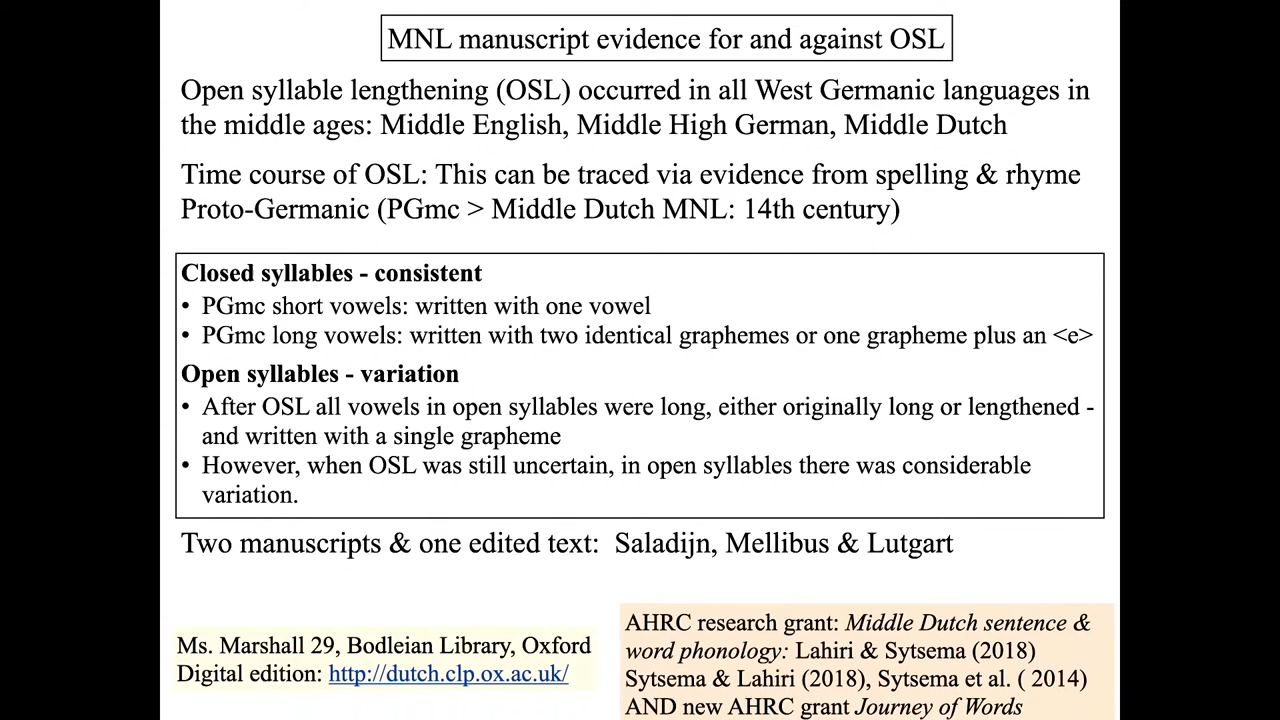 MNL manuscript evidence for and against OSL
Open syllable lengthening (OSL) occurred in all West Germanic languages in
the middle ages: Middle English, Middle High German, Middle Dutch
Time course of OSL: This can be traced via evidence from spelling & rhyme
Proto-Germanic (PGmc > Middle Dutch MNL: 14th century)
Closed syllables - consistent
• PGmc short vowels: written with one vowel
• PGmc long vowels: written with two identical graphemes or one grapheme plus an <e>
Open syllables - variation
• After OSL all vowels in open syllables were long, either originally long or lengthened -
and written with a single grapheme
• However, when OSL was still uncertain, in open syllables there was considerable
variation.
Two manuscripts & one edited text: Saladijn, Mellibus & Lutgart
Ms. Marshall 29, Bodleian Library, Oxford
Digital edition: http://dutch.clp.ox.ac.uk/
AHRC research grant: Middle Dutch sentence &
word phonology: Lahiri & Sytsema (2018)
Sytsema & Lahiri (2018), Sytsema et al. ( 2014)
AND new AHRC grant Journey of Words